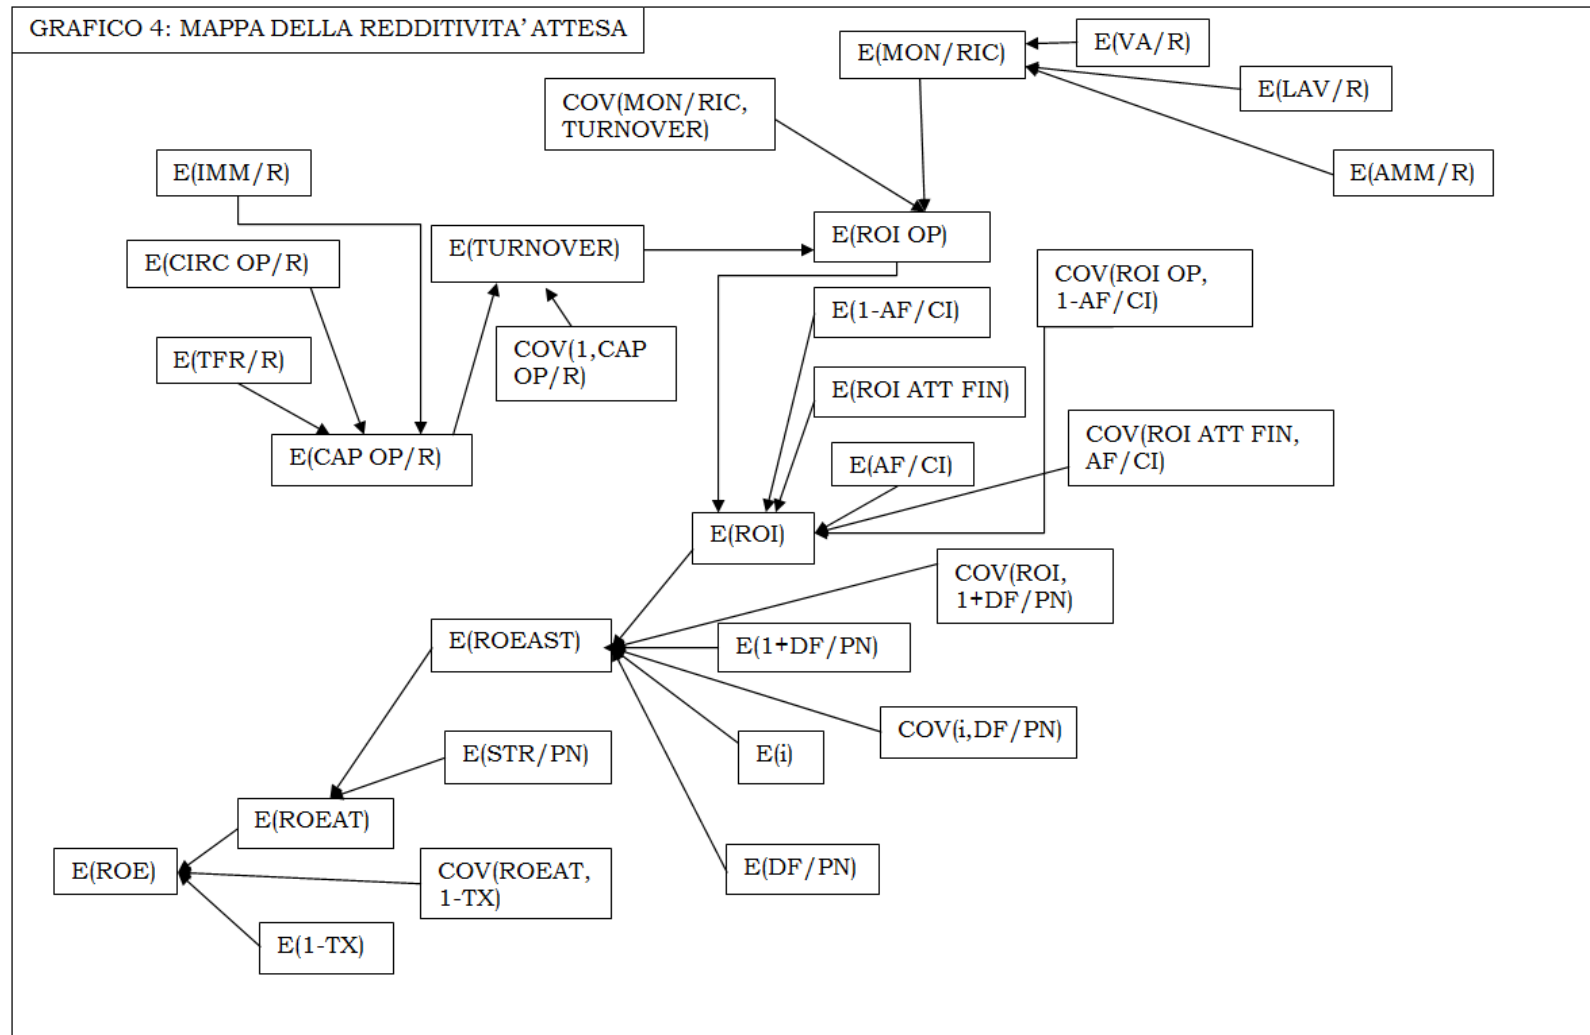 GRAFICO 4: MAPPA DELLA REDDITIVITA' ATTESA
E(MON/RIC)
E(VA/R)
E(LAV/R)
COV(MON/RIC,
TURNOVER)
E(IMM/R)
E(AMM/R)
E(TURNOVER)
E(ROI OP)
E(CIRC OP/R)
COV(ROI OP,
1-AF/CI)
E(1-AF/CI)
E(TFR/R)
COV(1,CAP
OP/R)
E(ROI ATT FIN)
E(CAP OP/R)
E(AF/CI)
COV(ROI ATT FIN,
AF/CI)
E(ROI)
COV(ROI,
1+DF/PN)
E(ROEAST)
E(1+DF/PN)
COV(i,DF/PN)
E(STR/PN)
E(i)
E(ROEAT)
E(ROE)
COV(ROEAT,
1-TX)
E(DF/PN)
E(1-TX)